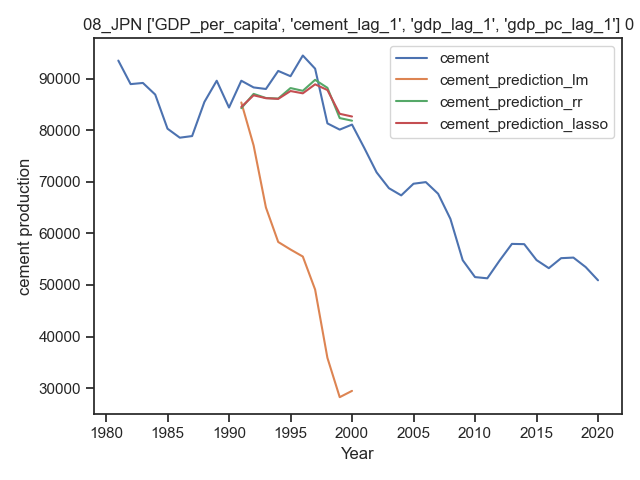 08_JPN ['GDP_per_capita', 'cement_lag_1', 'gdp_lag_1', 'gdp_pc_lag_1'] 0
cement
cement_prediction_lm
cement_prediction_rr
cement_prediction_lasso
90000
80000
70000
60000
50000
40000
30000
cement production
1980 1985 1990 1995 2000 2005 2010 2015 2020
Year